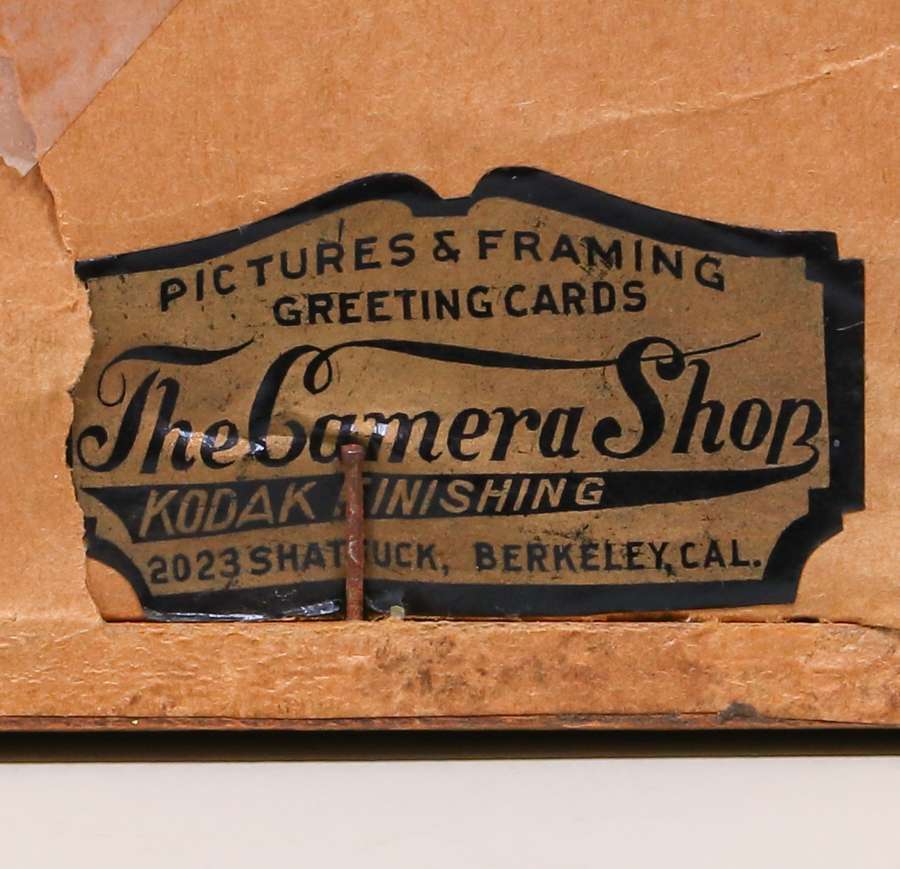 PICTURES & FRAMING
GREETING CARDS
The Camera Shop
KODAK FINISHING
2023 SHATTUCK, BERKELEY, CAL.